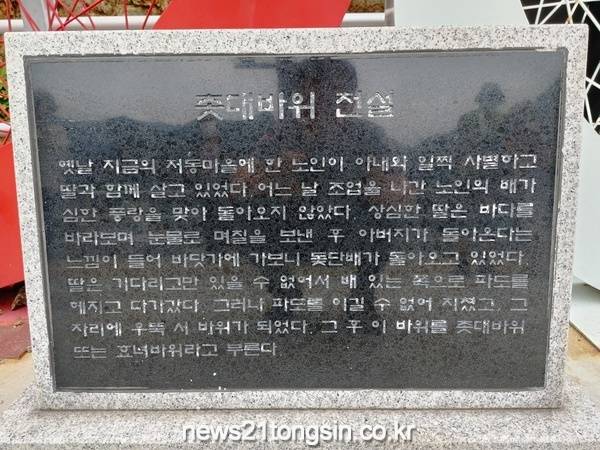 촛대바위 전설
옛날 지금의 저동마을에 한 노인이 아내와 일찍 사별하고
딸과 함께 살고 있었다. 어느 날 조업을 나간 노인의 배가
심한 풍랑을 맞아 돌아오지 않았다. 상심한 딸은 바다를
바라보며 눈물로 며칠을 보낸 후 아버지가 돌아온다는
느낌이 들어 바닷가에 가보니 돛단배가 돌아오고 있었다.
딸은 기다리고만 있을 수 없어서 배 있는 쪽으로 파도를
헤치고 다가갔다. 그러나 파도를 이길 수 없어 지쳤고, 그
자리에 우뚝 서 바위가 되었다. 그 후 이 바위를 촛대바위
또는 효녀바위라고 부른다.
news21tongsin.co.kr